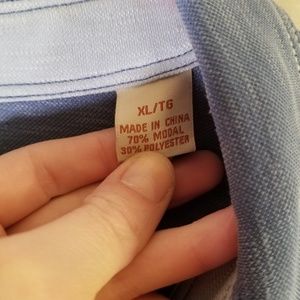 XL/TG
MADE IN CHINA
70% MODAL
30% POLYESTER